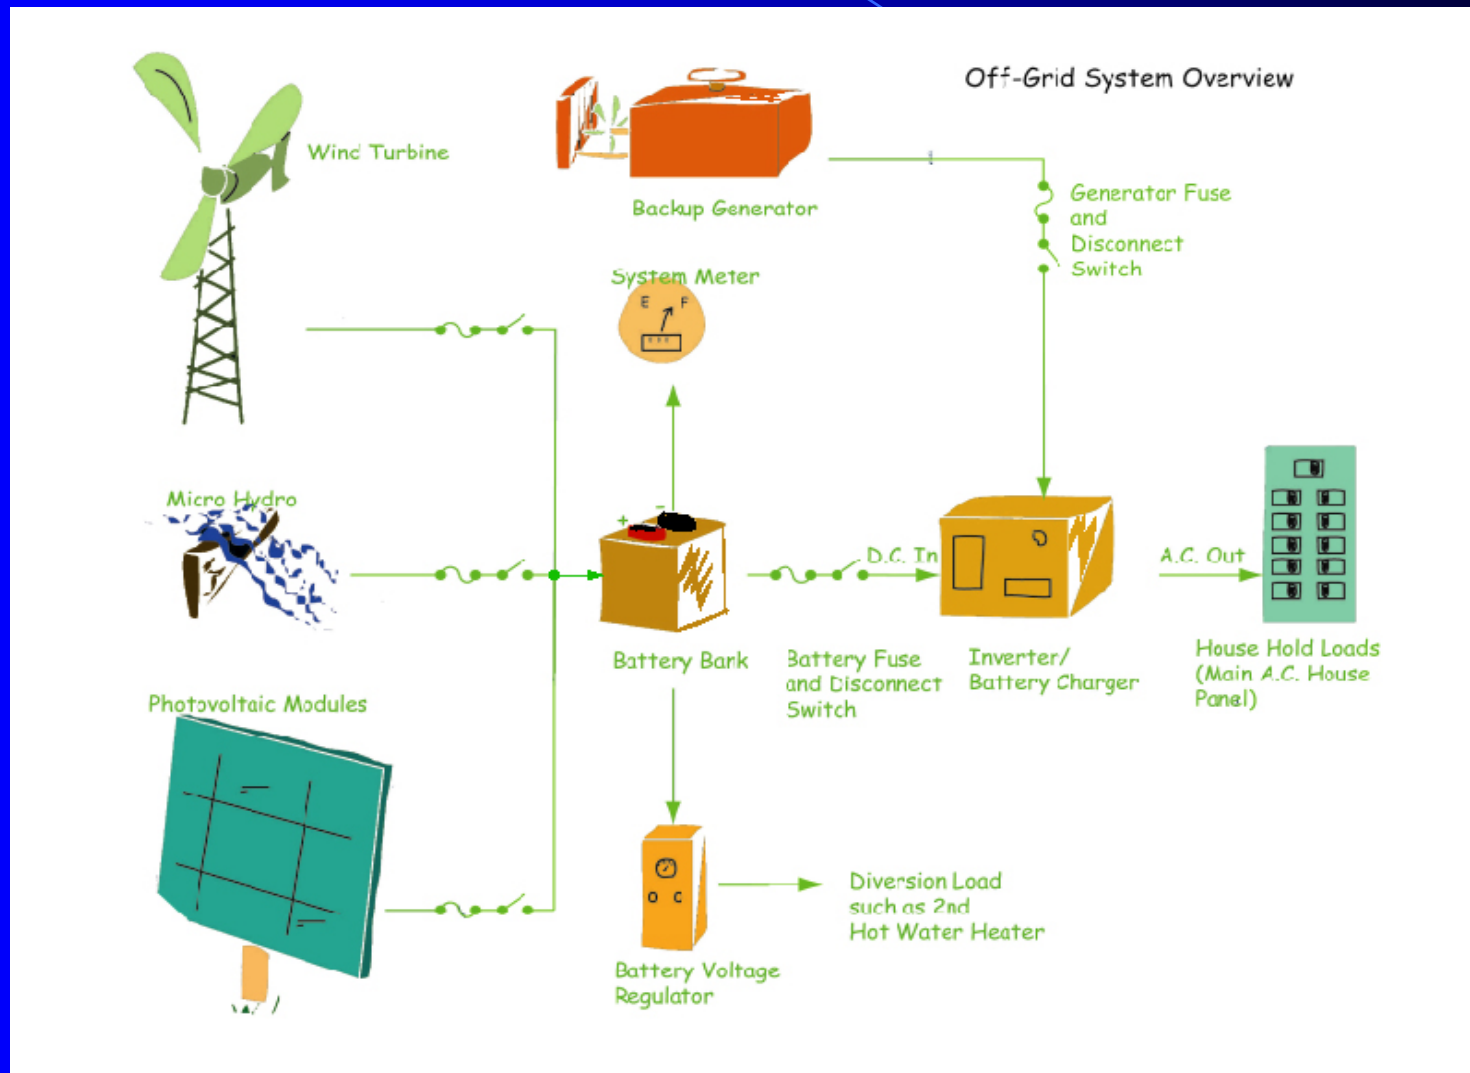 Off-Grid System Overview
Wind Turbine
Backup Generator
Generator Fuse
and
Disconnect
Switch
System Meter
E F
Micro Hydro
+ -
D.C. In
A.C. Out
Battery Bank
Battery Fuse
and Disconnect
Switch
Inverter/
Battery Charger
House Hold Loads
(Main A.C. House
Panel)
Photovoltaic Modules
Diversion Load
such as 2nd
Hot Water Heater
Battery Voltage
Regulator